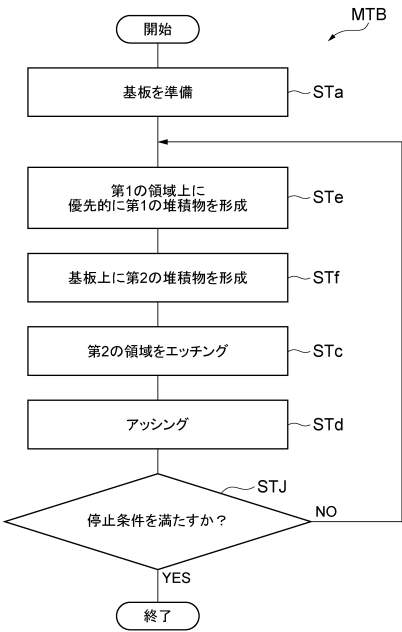 MTB
開始
基板を準備
STa
第1の領域上に
優先的に第1の堆積物を形成
STe
基板上に第2の堆積物を形成
STf
第2の領域をエッチング
STc
アッシング
STd
STJ
停止条件を満たすか？
NO
YES
終了